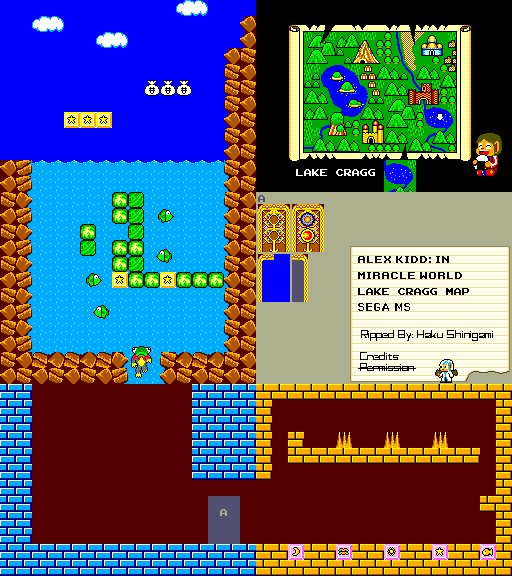 LAKE CRAGG
A
ALEX KIDD: IN
MIRACLE WORLD
LAKE CRAGG MAP
SEGA MS
Ripped By: Haku Shinigami
Credits
Permission
A